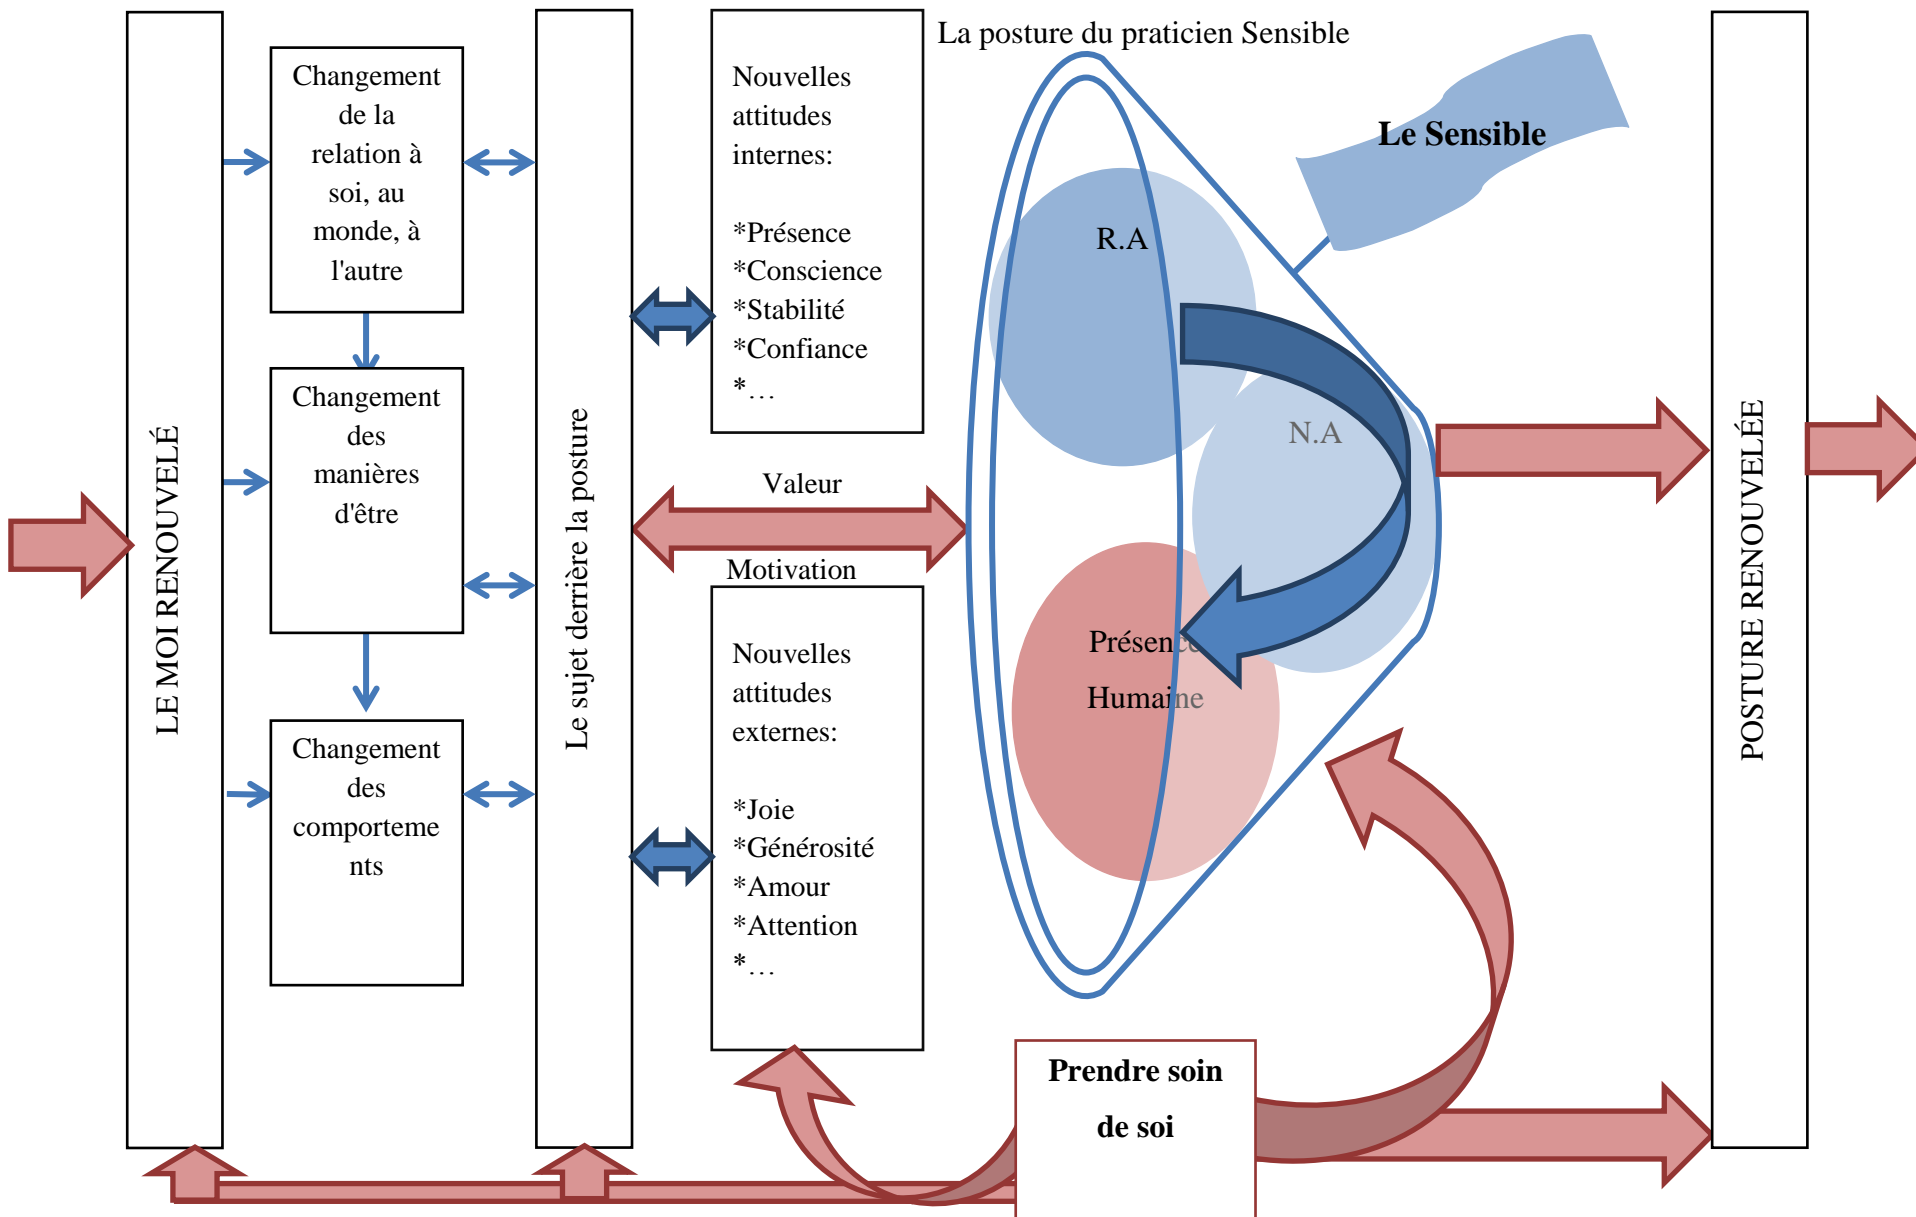 LE MOI RENOUVELÉ
Changement
de la
relation à
soi, au
monde, à
l'autre
Changement
des
manières
d'être
Changement
des
comporteme
nts
Le sujet derrière la posture
Nouvelles
attitudes
internes:
*Présence
*Conscience
*Stabilité
*Confiance
*…
Valeur
Motivation
Nouvelles
attitudes
externes:
*Joie
*Générosité
*Amour
*Attention
*…
La posture du praticien Sensible
Le Sensible
R.A
N.A
Présence
Humaine
Prendre soin
de soi
POSTURE RENOUVELÉE